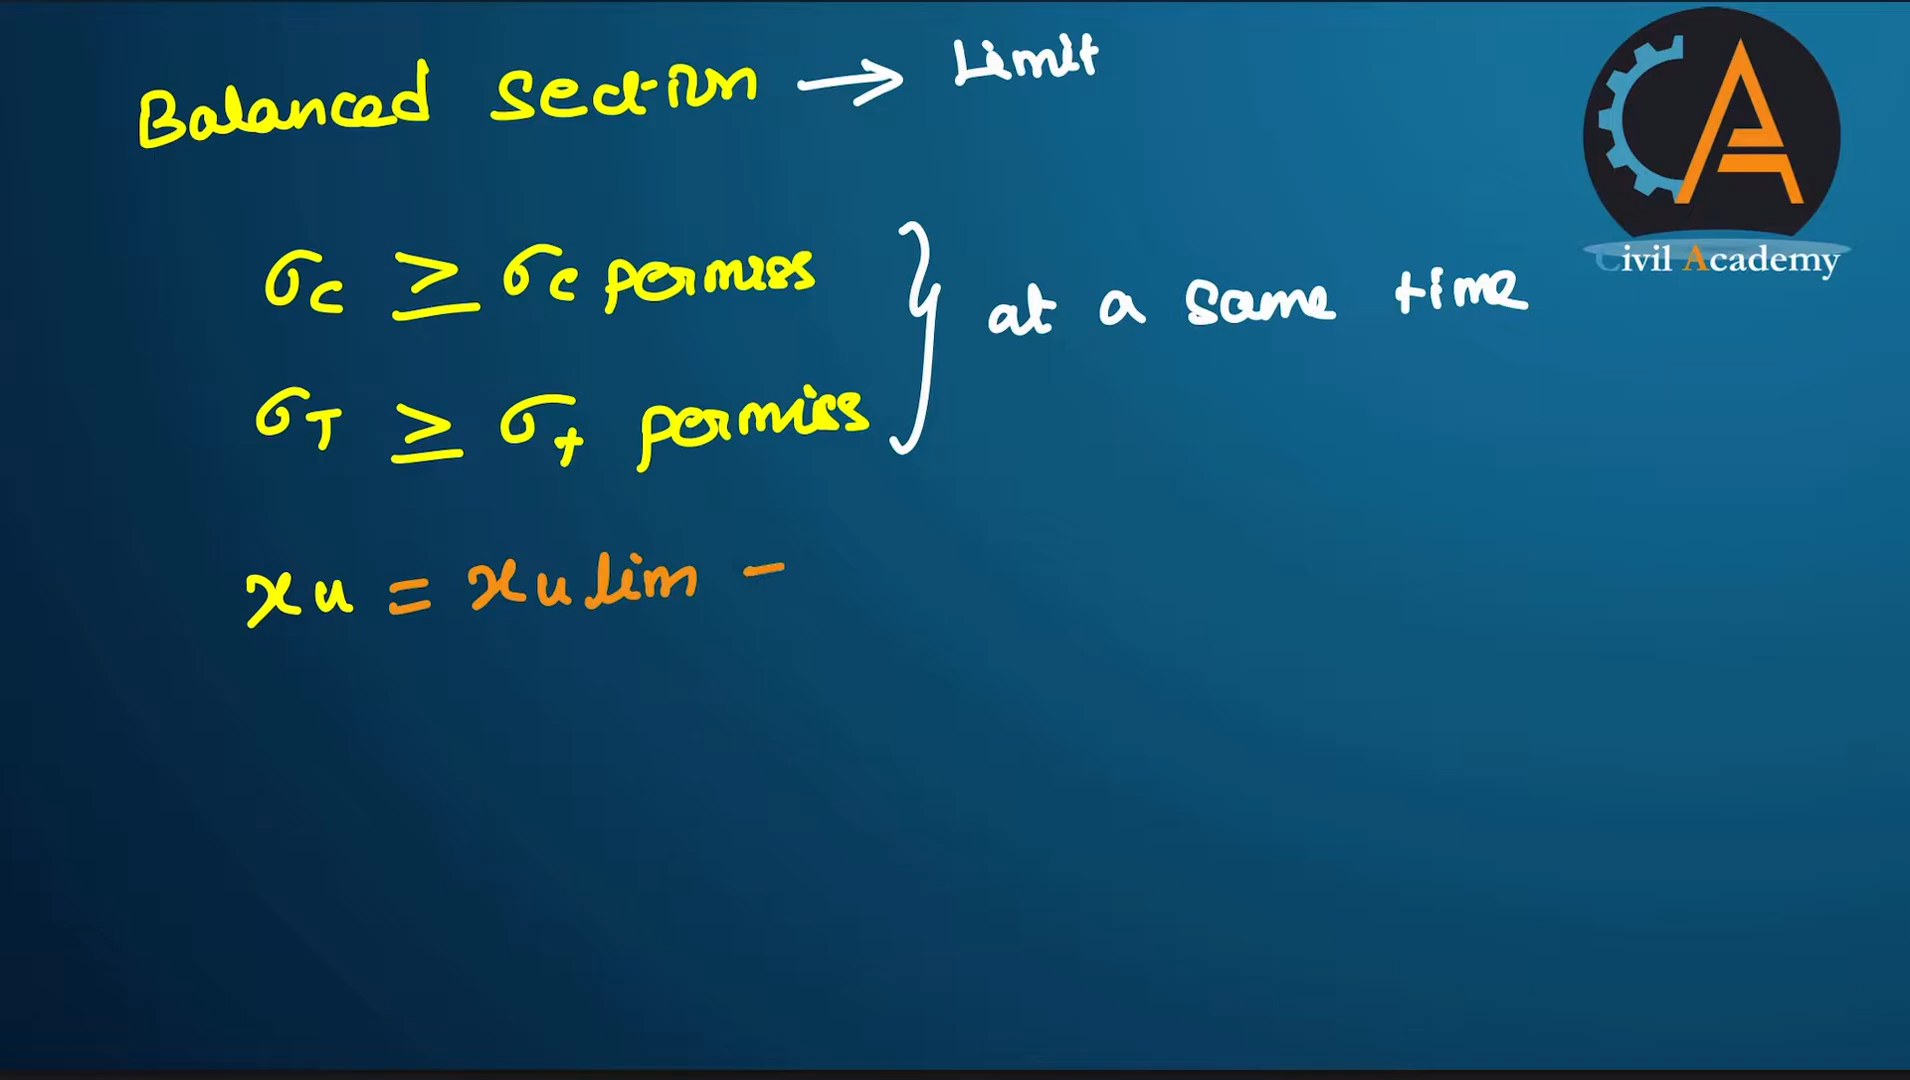 Balanced section → Limit
Civil Academy
σc ≥ σc permiss
at a same time
σT ≥ σt permiss
xu = xu lim -